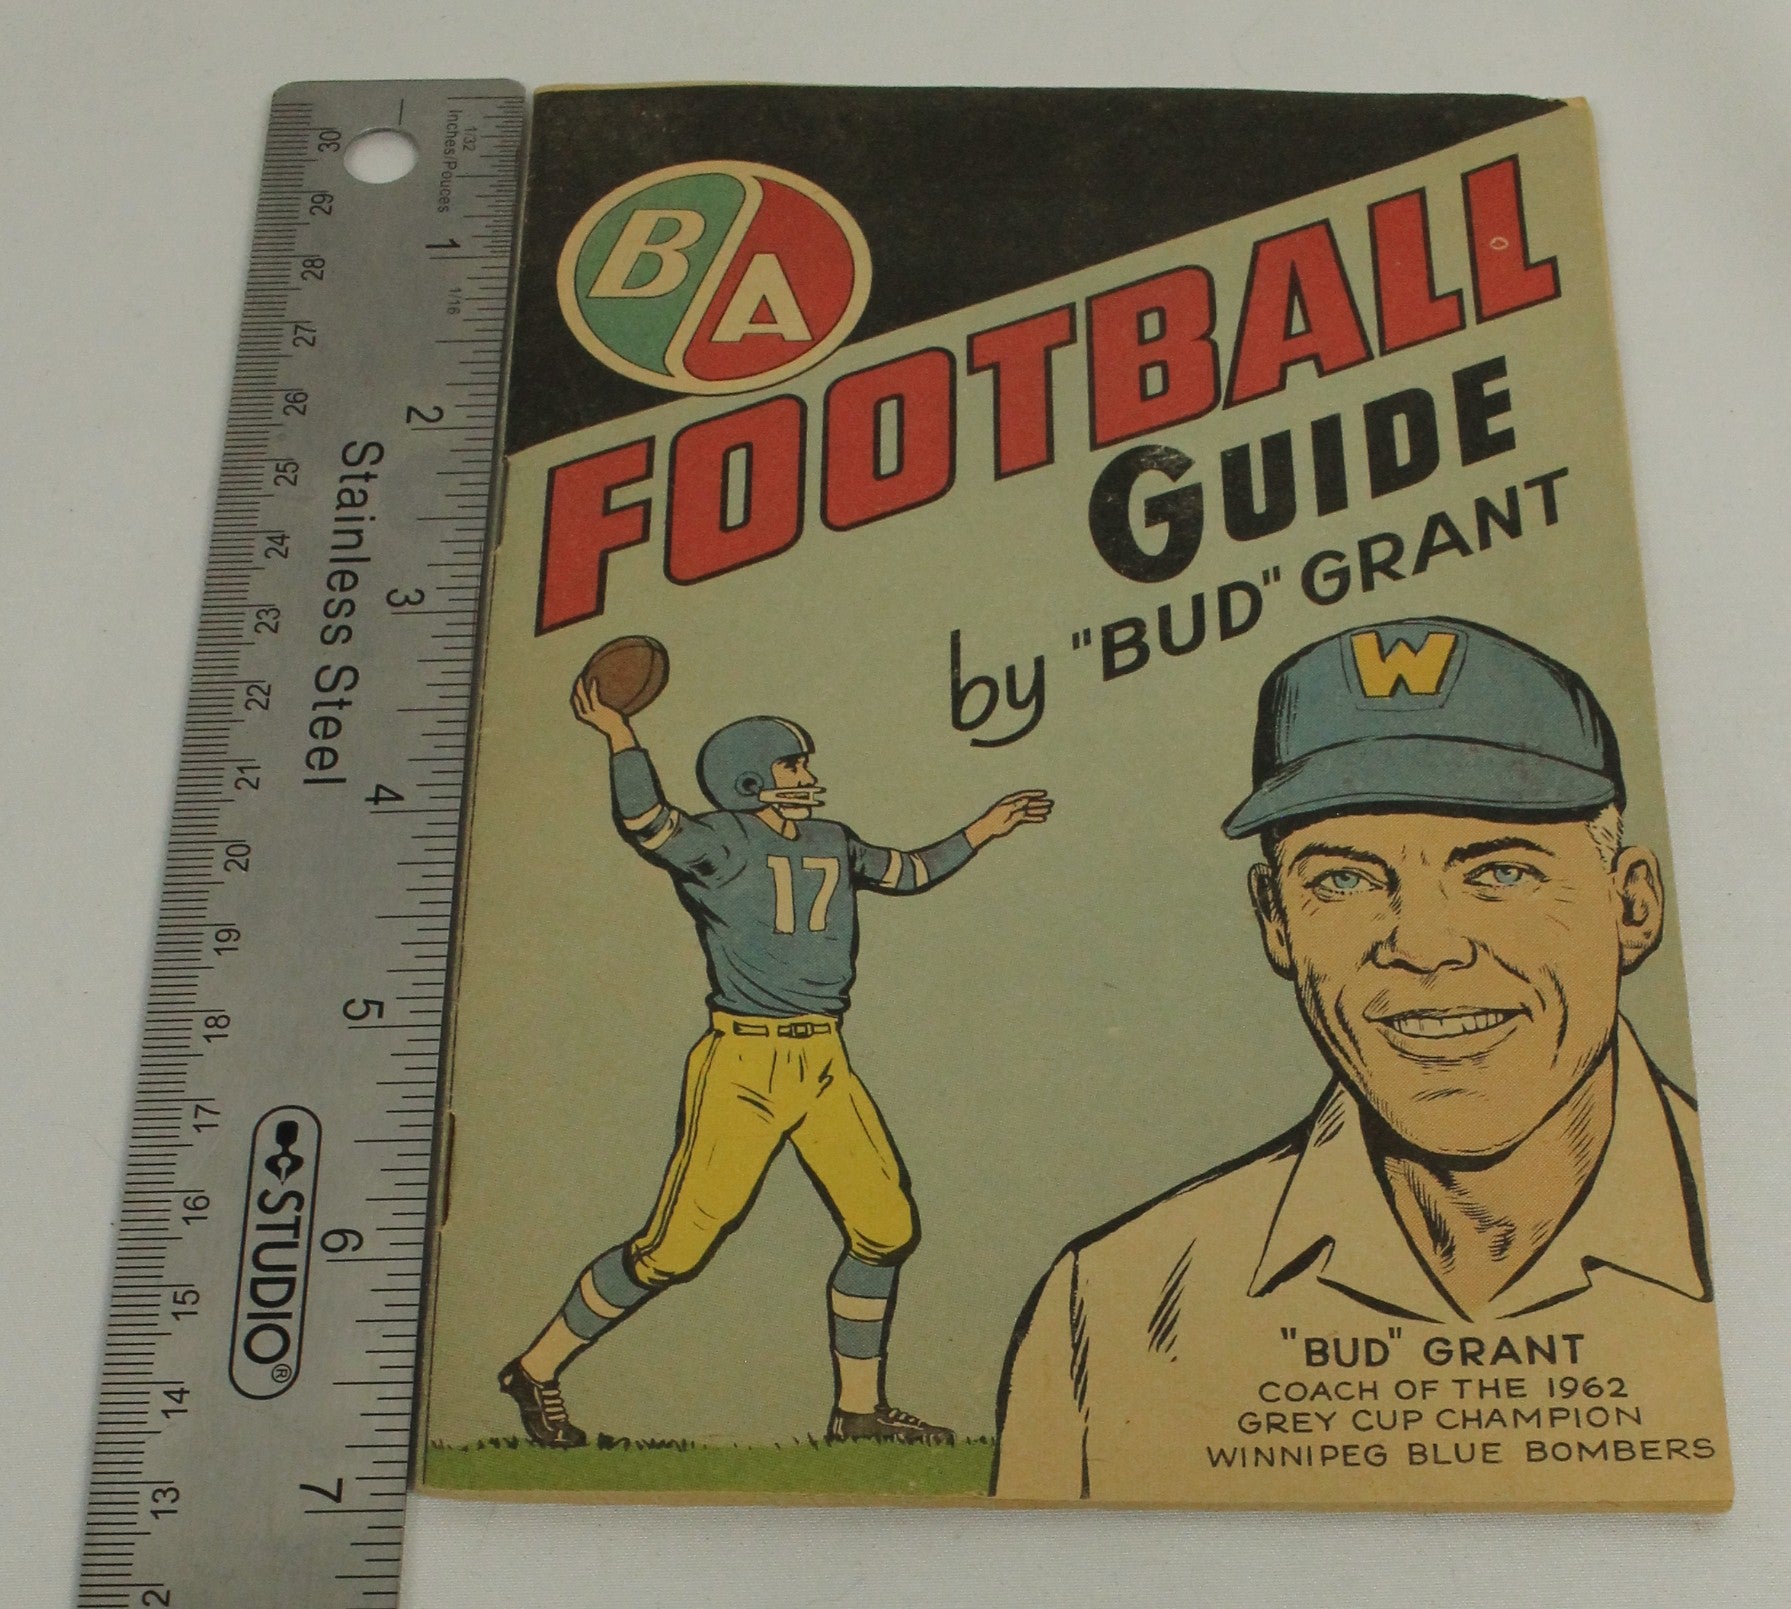 BA
FOOTBALL
GUIDE
by "BUD" GRANT
W
17
"BUD" GRANT
COACH OF THE 1962
GREY CUP CHAMPION
WINNIPEG BLUE BOMBERS
Stainless Steel
STUDIO®
1/32
Inches/Pouces
1/16
1
2
3
4
5
6
7
30
29
28
27
26
25
24
23
22
21
20
19
18
17
16
15
14
13